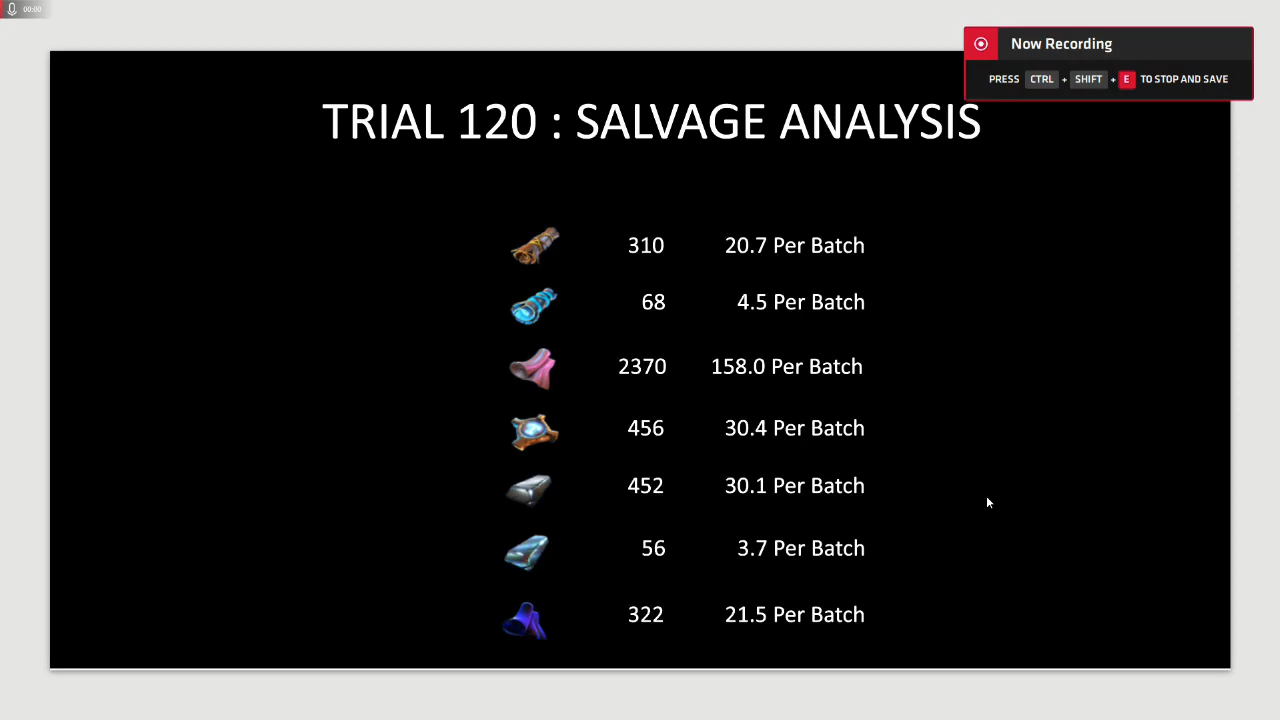 00:00
Now Recording
PRESS CTRL + SHIFT + E TO STOP AND SAVE
TRIAL 120 : SALVAGE ANALYSIS
310 20.7 Per Batch
68 4.5 Per Batch
2370 158.0 Per Batch
456 30.4 Per Batch
452 30.1 Per Batch
56 3.7 Per Batch
322 21.5 Per Batch